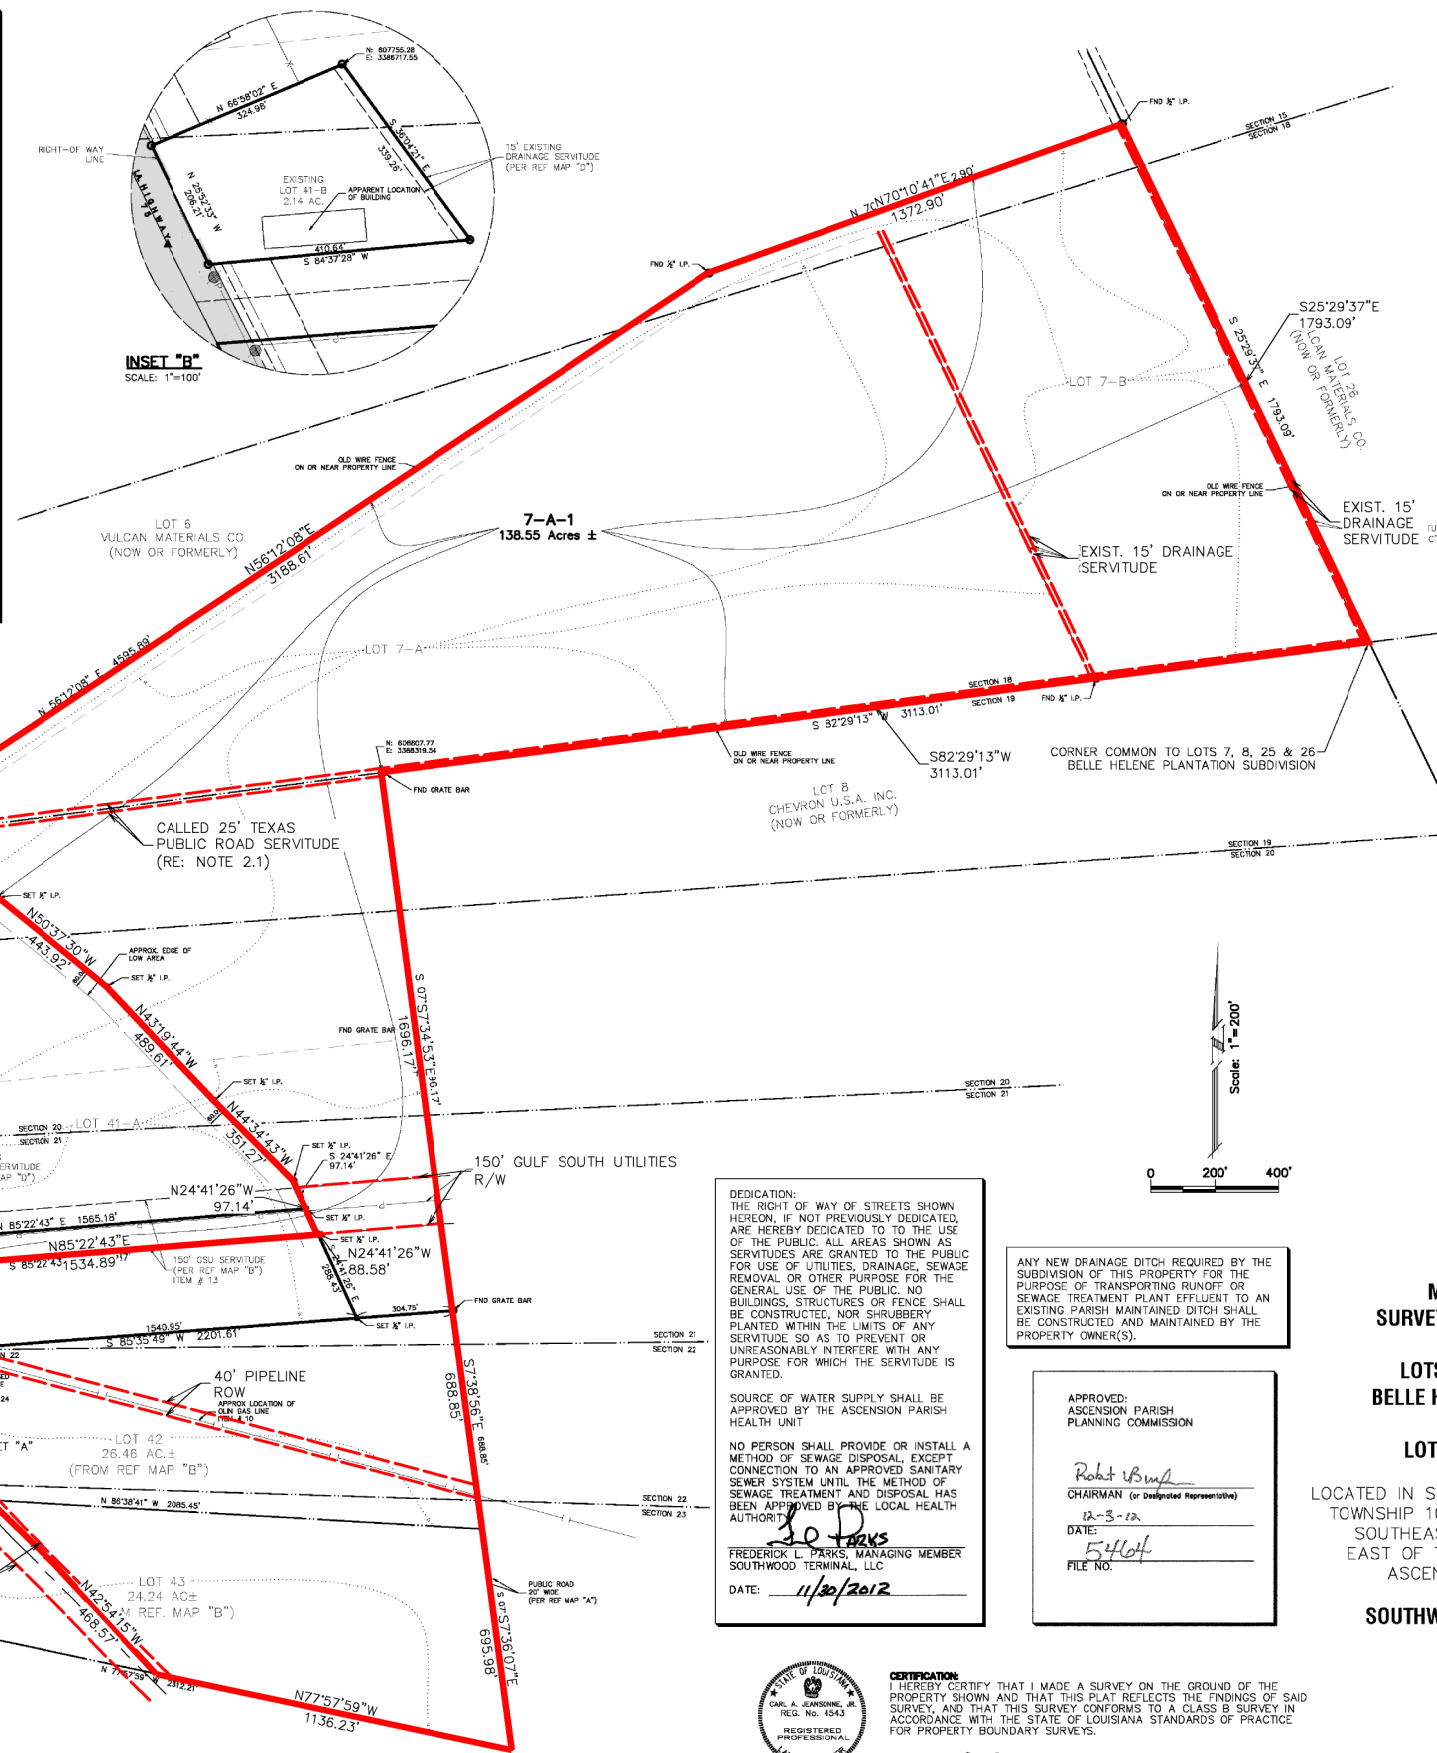 N: 607755.28
E: 3386717.55
N 66°58'02" E
324.98'
S 36°04'21" E
339.26'
RIGHT-OF WAY
LINE
15' EXISTING
DRAINAGE SERVITUDE
(PER REF MAP "D")
EXISTING
LOT 41-B
2.14 AC.
APPARENT LOCATION
OF BUILDING
N 25°52'33" W
206.21'
LA HIGHWAY
75
410.64'
S 84°37'28" W
INSET "B"
SCALE: 1"=100'
FND ½" I.P.
SECTION 15
SECTION 18
N70°10'41"E 2.90'
1372.90'
FND ½" I.P.
S25°29'37"E
1793.09'
LOT 26
LCAN MATERIALS CO.
(NOW OR FORMERLY)
S 25°29'37" E 1793.09'
LOT 7-B
OLD WIRE FENCE
ON OR NEAR PROPERTY LINE
OLD WIRE FENCE
ON OR NEAR PROPERTY LINE
EXIST. 15'
DRAINAGE
SERVITUDE
LOT 6
VULCAN MATERIALS CO.
(NOW OR FORMERLY)
7-A-1
138.55 Acres ±
N56°12'08"E
3188.61'
EXIST. 15' DRAINAGE
SERVITUDE
N 56°12'08" E 4595.89'
LOT 7-A
SECTION 18
SECTION 19
FND ½" I.P.
S 82°29'13" W 3113.01'
N: 608807.77
E: 3388319.34
OLD WIRE FENCE
ON OR NEAR PROPERTY LINE
S82°29'13"W
3113.01'
CORNER COMMON TO LOTS 7, 8, 25 & 26
BELLE HELENE PLANTATION SUBDIVISION
FND GRATE BAR
LOT 8
CHEVRON U.S.A. INC.
(NOW OR FORMERLY)
CALLED 25' TEXAS
PUBLIC ROAD SERVITUDE
(RE: NOTE 2.1)
SECTION 19
SECTION 20
SET ½" I.P.
N50°37'30"W
443.92'
APPROX. EDGE OF
LOW AREA
SET ½" I.P.
N43°19'44"W
489.61'
FND GRATE BAR
S7°34'53"E
1696.17'
SET ½" I.P.
Scale: 1"=200'
SECTION 20
SECTION 21
SECTION 20
SECTION 21
LOT 41-A
N44°34'43"W
351.27'
SET ½" I.P.
S 24°41'26" E
97.14'
150' GULF SOUTH UTILITIES
R/W
0 200' 400'
N24°41'26"W
97.14'
SET ½" I.P.
N 85°22'43" E 1565.18'
N85°22'43"E
1534.89'
150' GSU SERVITUDE
(PER REF MAP "B")
ITEM # 13
SET ½" I.P.
N24°41'26"W
88.58'
S 24°41'26" E
288.43'
304.75'
FND GRATE BAR
SET ½" I.P.
1540.95'
S 85°35'49" W 2201.61'
SECTION 21
SECTION 22
40' PIPELINE
ROW
APPROX LOCATION OF
OLIN GAS LINE
ITEM # 10
S7°38'56"E
688.85'
LOT 42
26.46 AC.±
(FROM REF MAP "B")
N 86°38'41" W 2085.45'
SECTION 22
SECTION 23
LOT 43
24.24 AC±
M REF. MAP "B")
N42°54'15"W
468.57'
PUBLIC ROAD
20' WIDE
(PER REF MAP "A")
S7°36'07"E
695.98'
N 77°57'59" W 2312.21'
N77°57'59"W
1136.23'
DEDICATION:
THE RIGHT OF WAY OF STREETS SHOWN
HEREON, IF NOT PREVIOUSLY DEDICATED,
ARE HEREBY DEDICATED TO TO THE USE
OF THE PUBLIC. ALL AREAS SHOWN AS
SERVITUDES ARE GRANTED TO THE PUBLIC
FOR USE OF UTILITIES, DRAINAGE, SEWAGE
REMOVAL OR OTHER PURPOSE FOR THE
GENERAL USE OF THE PUBLIC. NO
BUILDINGS, STRUCTURES OR FENCE SHALL
BE CONSTRUCTED, NOR SHRUBBERY
PLANTED WITHIN THE LIMITS OF ANY
SERVITUDE SO AS TO PREVENT OR
UNREASONABLY INTERFERE WITH ANY
PURPOSE FOR WHICH THE SERVITUDE IS
GRANTED.
SOURCE OF WATER SUPPLY SHALL BE
APPROVED BY THE ASCENSION PARISH
HEALTH UNIT
NO PERSON SHALL PROVIDE OR INSTALL A
METHOD OF SEWAGE DISPOSAL, EXCEPT
CONNECTION TO AN APPROVED SANITARY
SEWER SYSTEM UNTIL THE METHOD OF
SEWAGE TREATMENT AND DISPOSAL HAS
BEEN APPROVED BY THE LOCAL HEALTH
AUTHORITY
PARKS
FREDERICK L. PARKS, MANAGING MEMBER
SOUTHWOOD TERMINAL, LLC
DATE: 11/30/2012
ANY NEW DRAINAGE DITCH REQUIRED BY THE
SUBDIVISION OF THIS PROPERTY FOR THE
PURPOSE OF TRANSPORTING RUNOFF OR
SEWAGE TREATMENT PLANT EFFLUENT TO AN
EXISTING PARISH MAINTAINED DITCH SHALL
BE CONSTRUCTED AND MAINTAINED BY THE
PROPERTY OWNER(S).
APPROVED:
ASCENSION PARISH
PLANNING COMMISSION
CHAIRMAN (or Designated Representative)
12-3-12
DATE:
5464
FILE NO.
M
SURVE
LOTS
BELLE H
LOT
LOCATED IN S
TOWNSHIP 10
SOUTHEAS
EAST OF T
ASCEN
SOUTHW
STATE OF LOUISIANA
CARL A. JEANSONNE, JR.
REG. No. 4543
REGISTERED
PROFESSIONAL
CERTIFICATION:
I HEREBY CERTIFY THAT I MADE A SURVEY ON THE GROUND OF THE
PROPERTY SHOWN AND THAT THIS PLAT REFLECTS THE FINDINGS OF SAID
SURVEY, AND THAT THIS SURVEY CONFORMS TO A CLASS B SURVEY IN
ACCORDANCE WITH THE STATE OF LOUISIANA STANDARDS OF PRACTICE
FOR PROPERTY BOUNDARY SURVEYS.